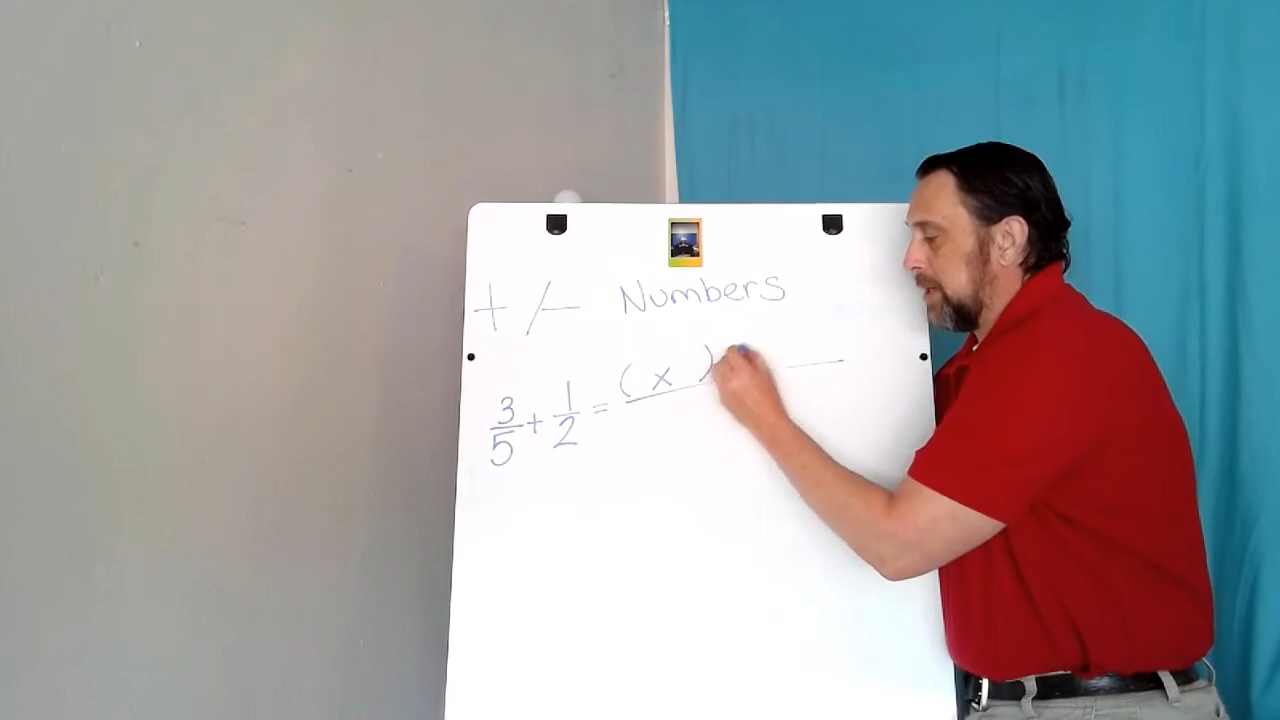 +/- Numbers
3/5 + 1/2 = ( x )